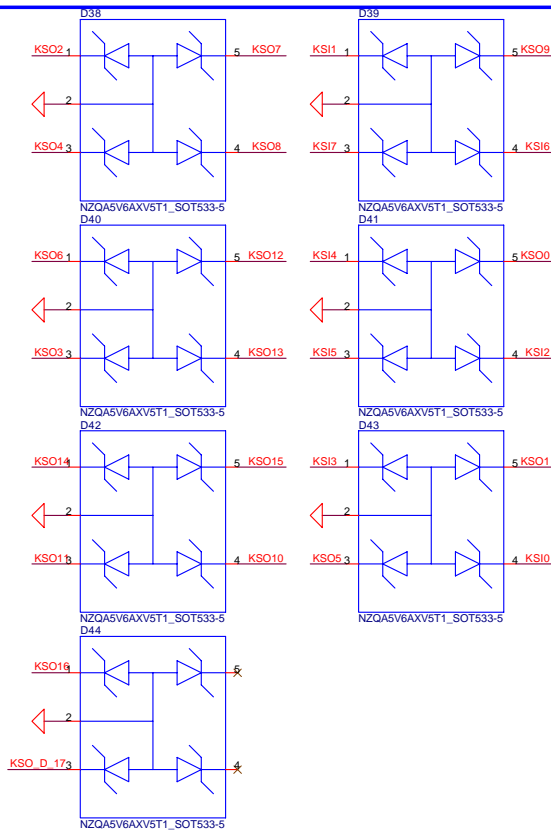 D38
KSO2 1 5 KSO7
2
KSO4 3 4 KSO8
NZQA5V6AXV5T1_SOT533-5
D39
KSI1 1 5 KSO9
2
KSI7 3 4 KSI6
NZQA5V6AXV5T1_SOT533-5
D40
KSO6 1 5 KSO12
2
KSO3 3 4 KSO13
NZQA5V6AXV5T1_SOT533-5
D41
KSI4 1 5 KSO0
2
KSI5 3 4 KSI2
NZQA5V6AXV5T1_SOT533-5
D42
KSO14 1 5 KSO15
2
KSO11 3 4 KSO10
NZQA5V6AXV5T1_SOT533-5
D43
KSI3 1 5 KSO1
2
KSO5 3 4 KSI0
NZQA5V6AXV5T1_SOT533-5
D44
KSO16 1 5
2
KSO_D_17 3 4
NZQA5V6AXV5T1_SOT533-5